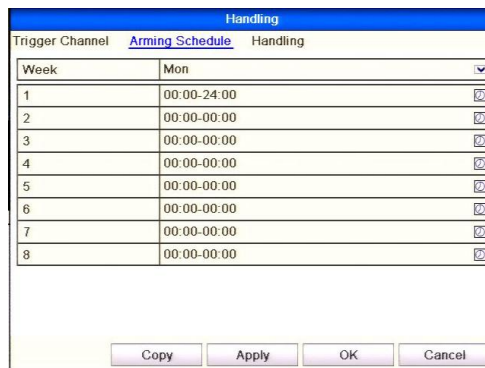 Handling
Trigger Channel Arming Schedule Handling
Week Mon
1 00:00-24:00
2 00:00-00:00
3 00:00-00:00
4 00:00-00:00
5 00:00-00:00
6 00:00-00:00
7 00:00-00:00
8 00:00-00:00
Copy Apply OK Cancel